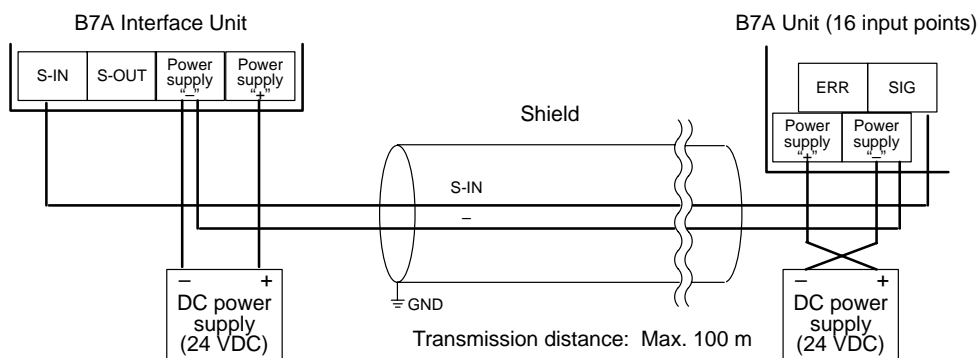 B7A Interface Unit
B7A Unit (16 input points)
S-IN
S-OUT
Power
supply
“–”
Power
supply
“+”
ERR
SIG
Power
supply
“+”
Power
supply
“–”
Shield
S-IN
–
– +
DC power
supply
(24 VDC)
GND
– +
DC power
supply
(24 VDC)
Transmission distance: Max. 100 m